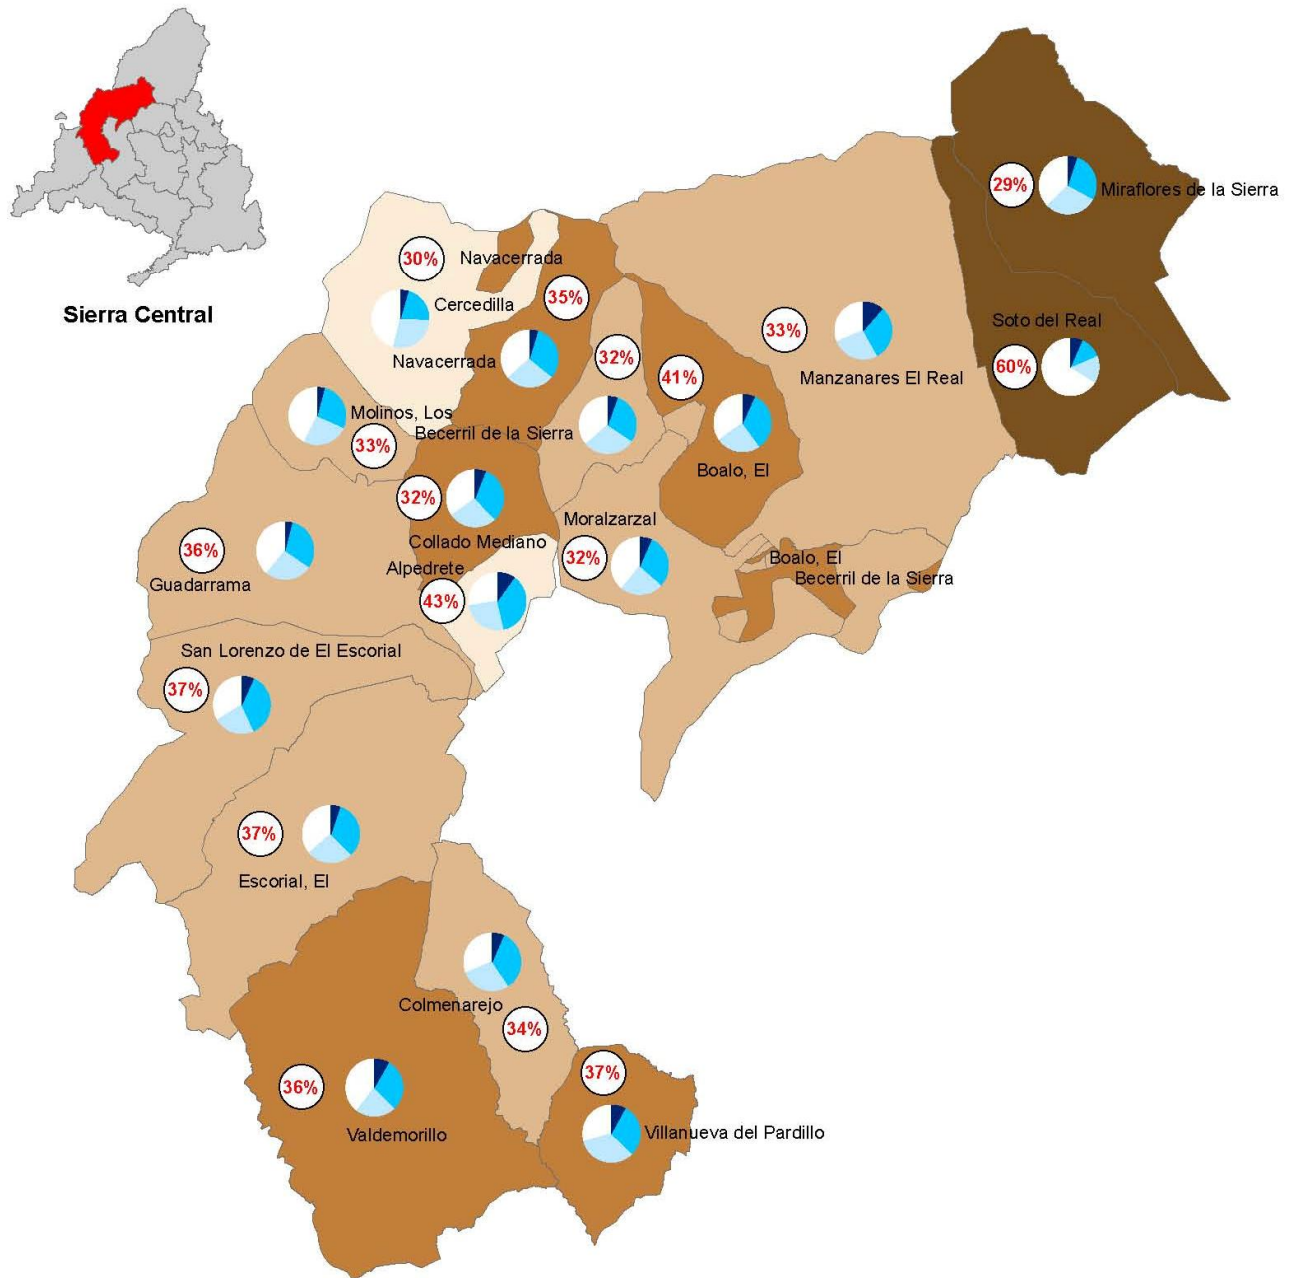 Sierra Central
29%
Miraflores de la Sierra
30%
Navacerrada
Cercedilla
35%
Soto del Real
33%
Manzanares El Real
60%
Navacerrada
32%
41%
Molinos, Los
Becerril de la Sierra
33%
Boalo, El
32%
Collado Mediano
Moralzarzal
36%
Guadarrama
Alpedrete
32%
Boalo, El
Becerril de la Sierra
43%
San Lorenzo de El Escorial
37%
37%
Escorial, El
Colmenarejo
34%
37%
36%
Valdemorillo
Villanueva del Pardillo